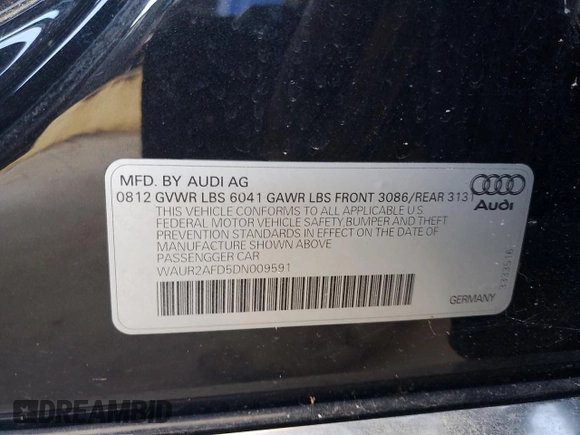 MFD. BY AUDI AG
0812 GVWR LBS 6041 GAWR LBS FRONT 3086/REAR 3131
THIS VEHICLE CONFORMS TO ALL APPLICABLE U.S.
FEDERAL MOTOR VEHICLE SAFETY,BUMPER AND THEFT
PREVENTION STANDARDS IN EFFECT ON THE DATE OF
MANUFACTURE SHOWN ABOVE
PASSENGGER CAR
WAUR2AFD5DN009591
Audi
3333516
GERMANY
DREAMBID